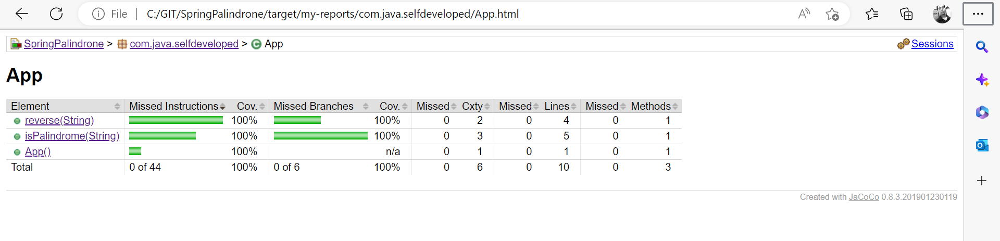 File C:/GIT/SpringPalindrone/target/my-reports/com.java.selfdeveloped/App.html
SpringPalindrone > com.java.selfdeveloped > App Sessions
App
Element Missed Instructions Cov. Missed Branches Cov. Missed Cxty Missed Lines Missed Methods
reverse(String) 100% 100% 0 2 0 4 0 1
isPalindrome(String) 100% 100% 0 3 0 5 0 1
App() 100% n/a 0 1 0 1 0 1
Total 0 of 44 100% 0 of 6 100% 0 6 0 10 0 3
Created with JaCoCo 0.8.3.201901230119